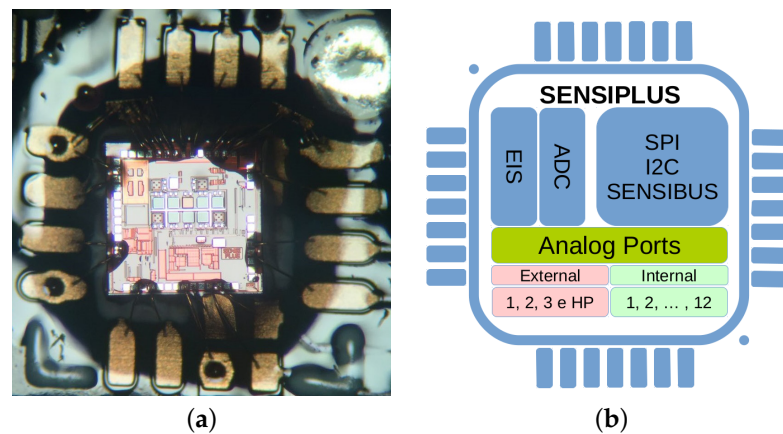 SENSIPLUS
EIS
ADC
SPI
I2C
SENSIBUS
Analog Ports
External
Internal
1, 2, 3 e HP
1, 2, ... , 12
(a)
(b)